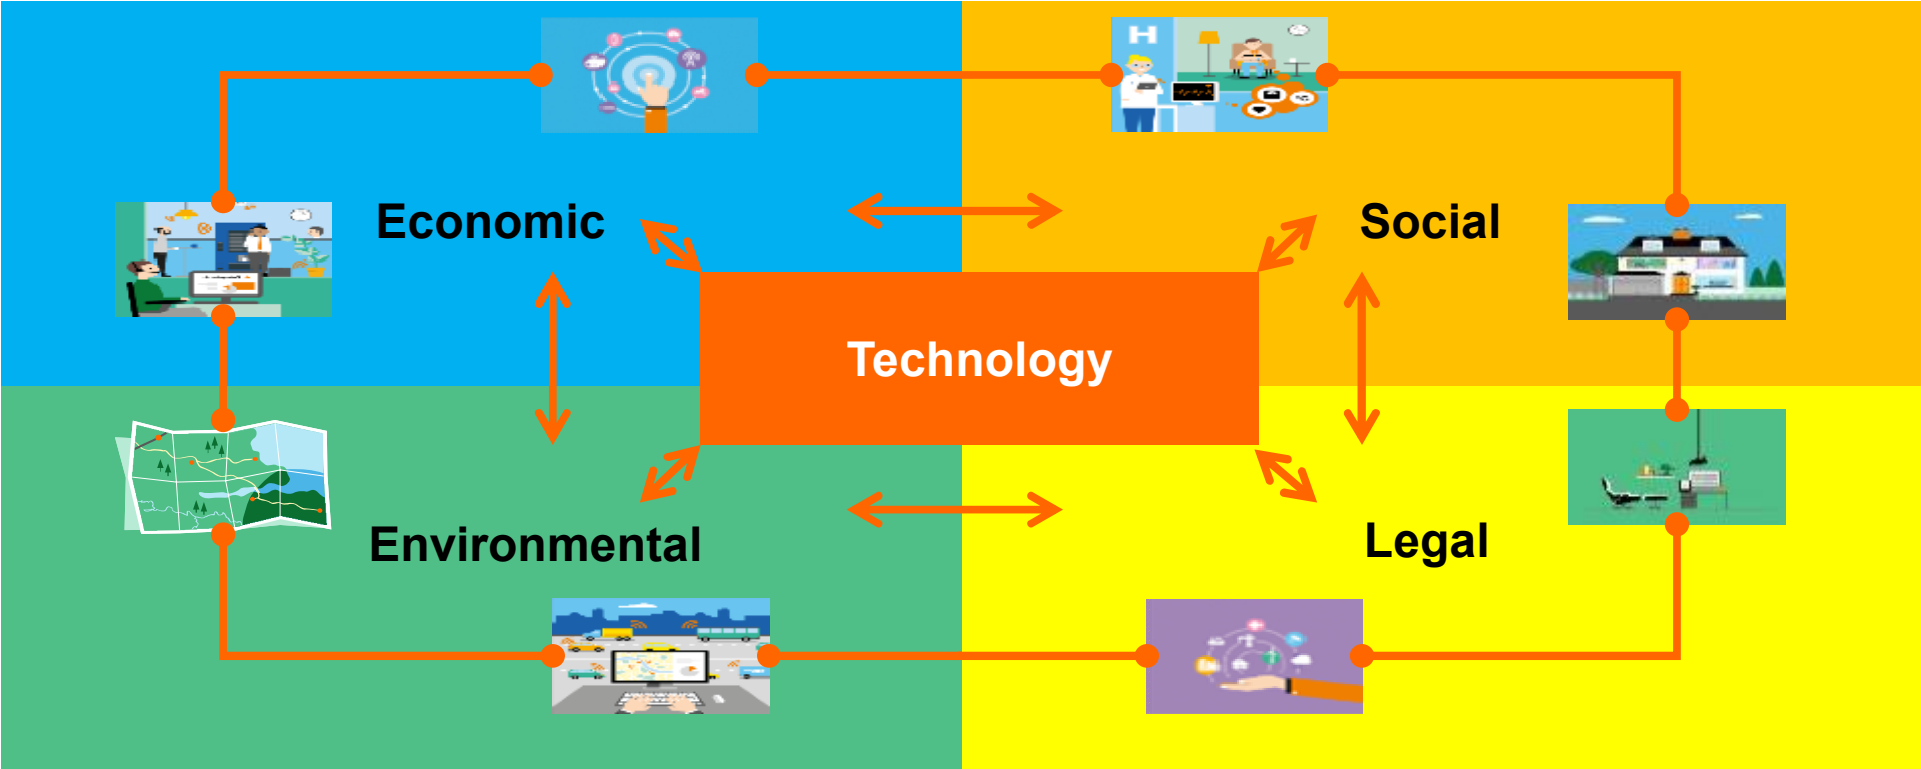 H
Economic
Social
Technology
Environmental
Legal